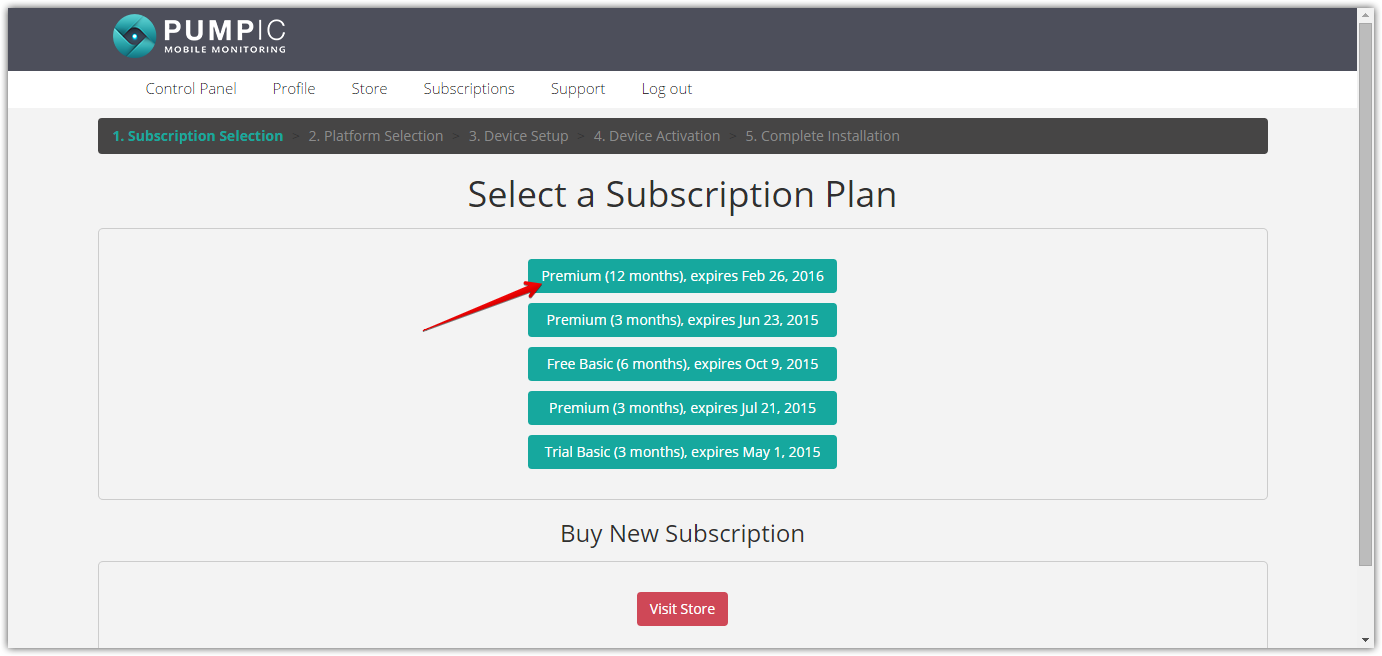 PUMPIC
MOBILE MONITORING
Control Panel Profile Store Subscriptions Support Log out
1. Subscription Selection > 2. Platform Selection > 3. Device Setup > 4. Device Activation > 5. Complete Installation
Select a Subscription Plan
Premium (12 months), expires Feb 26, 2016
Premium (3 months), expires Jun 23, 2015
Free Basic (6 months), expires Oct 9, 2015
Premium (3 months), expires Jul 21, 2015
Trial Basic (3 months), expires May 1, 2015
Buy New Subscription
Visit Store